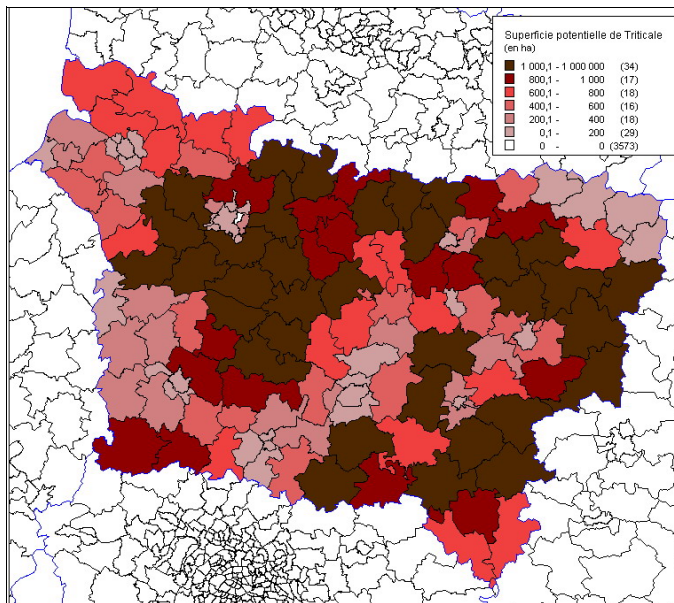 Superficie potentielle de Triticale
(en ha)
1 000,1 - 1 000 000 (34)
800,1 - 1 000 (17)
600,1 - 800 (18)
400,1 - 600 (16)
200,1 - 400 (18)
0,1 - 200 (29)
0 - 0 (3573)